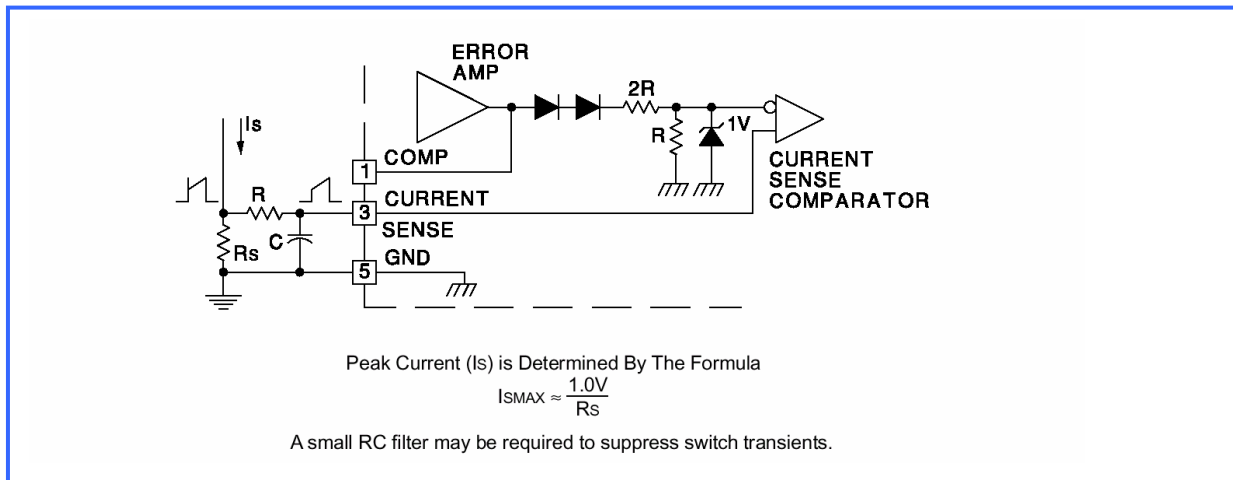 ERROR
AMP
2R
Is
R
1V
1
COMP
CURRENT
SENSE
COMPARATOR
R
3
CURRENT
SENSE
C
Rs
5
GND
Peak Current (IS) is Determined By The Formula
ISMAX ≈ 1.0V
RS
A small RC filter may be required to suppress switch transients.